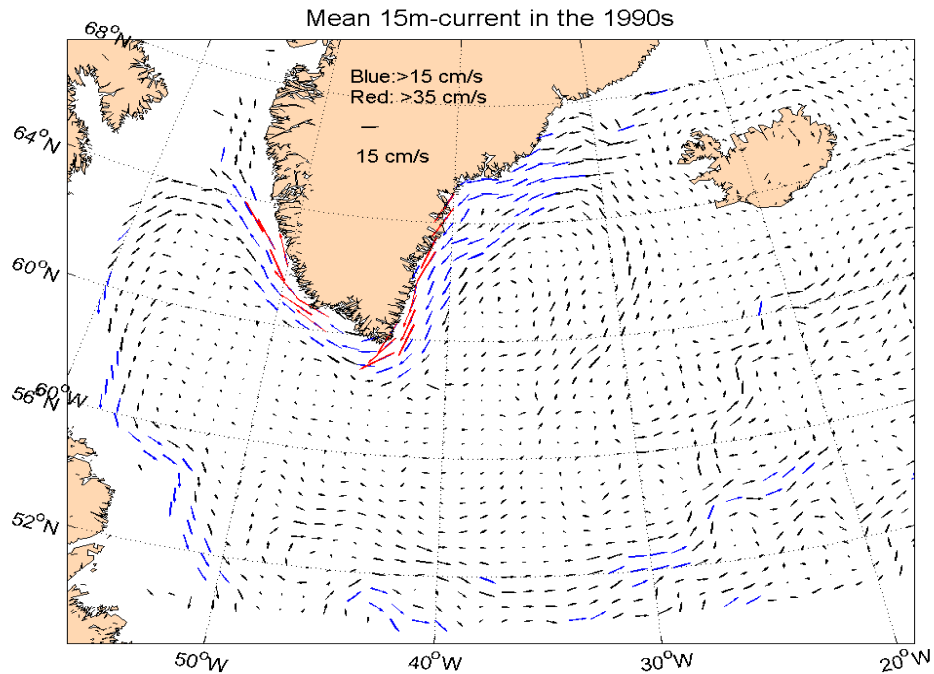 Mean 15m-current in the 1990s
68°N
Blue:>15 cm/s
Red: >35 cm/s
15 cm/s
64°N
60°N
60°W
56°N
52°N
50°W
40°W
30°W
20°W